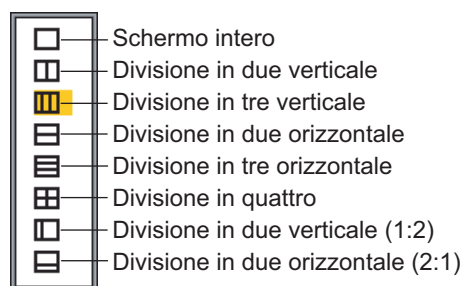 Schermo intero
Divisione in due verticale
Divisione in tre verticale
Divisione in due orizzontale
Divisione in tre orizzontale
Divisione in quattro
Divisione in due verticale (1:2)
Divisione in due orizzontale (2:1)